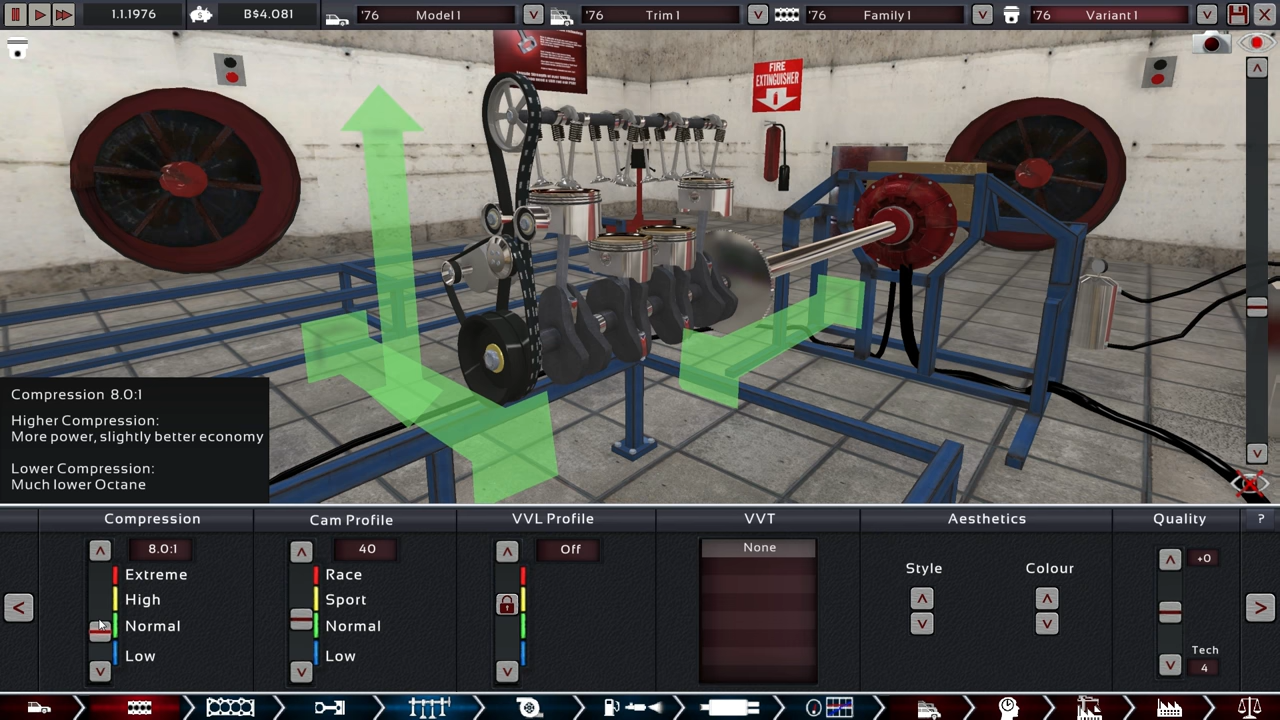 1.1.1976
B$4.081
'76 Model 1
'76 Trim 1
'76 Family 1
'76 Variant 1
FIRE
EXTINGUISHER
Compression 8.0:1
Higher Compression:
More power, slightly better economy
Lower Compression:
Much lower Octane
Compression
Cam Profile
VVL Profile
VVT
Aesthetics
Quality
?
8.0:1
40
Off
None
+0
Extreme
High
Normal
Low
Race
Sport
Normal
Low
Style
Colour
Tech
4